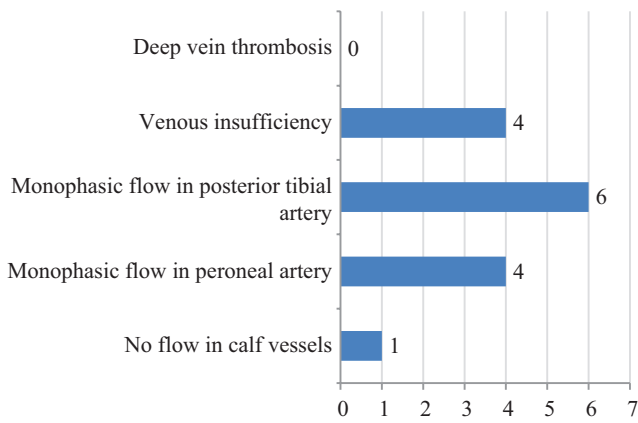 Deep vein thrombosis 0
Venous insufficiency 4
Monophasic flow in posterior tibial
artery 6
Monophasic flow in peroneal artery 4
No flow in calf vessels 1
0 1 2 3 4 5 6 7